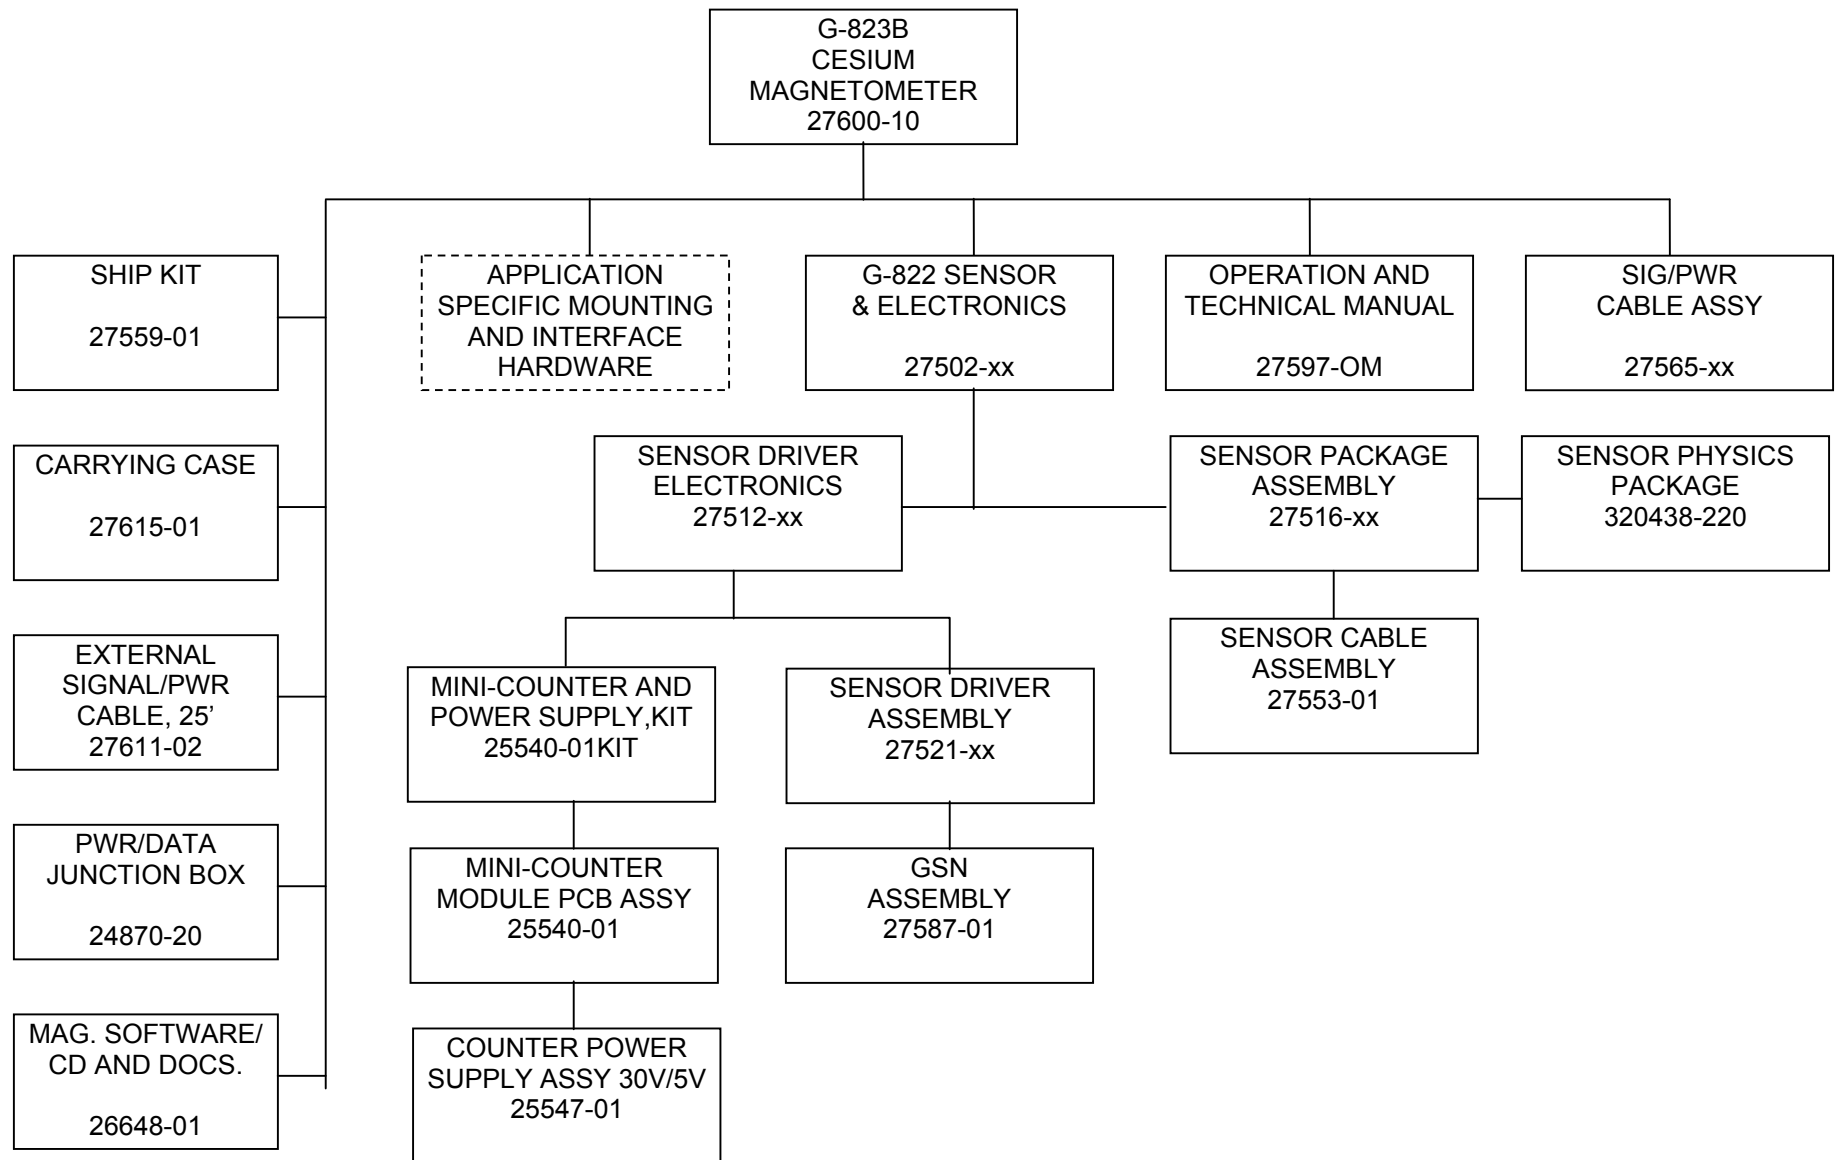 G-823B
CESIUM
MAGNETOMETER
27600-10
SHIP KIT
27559-01
APPLICATION
SPECIFIC MOUNTING
AND INTERFACE
HARDWARE
G-822 SENSOR
& ELECTRONICS
27502-xx
OPERATION AND
TECHNICAL MANUAL
27597-OM
SIG/PWR
CABLE ASSY
27565-xx
CARRYING CASE
27615-01
SENSOR DRIVER
ELECTRONICS
27512-xx
SENSOR PACKAGE
ASSEMBLY
27516-xx
SENSOR PHYSICS
PACKAGE
320438-220
EXTERNAL
SIGNAL/PWR
CABLE, 25’
27611-02
MINI-COUNTER AND
POWER SUPPLY,KIT
25540-01KIT
SENSOR DRIVER
ASSEMBLY
27521-xx
SENSOR CABLE
ASSEMBLY
27553-01
PWR/DATA
JUNCTION BOX
24870-20
MINI-COUNTER
MODULE PCB ASSY
25540-01
GSN
ASSEMBLY
27587-01
MAG. SOFTWARE/
CD AND DOCS.
26648-01
COUNTER POWER
SUPPLY ASSY 30V/5V
25547-01